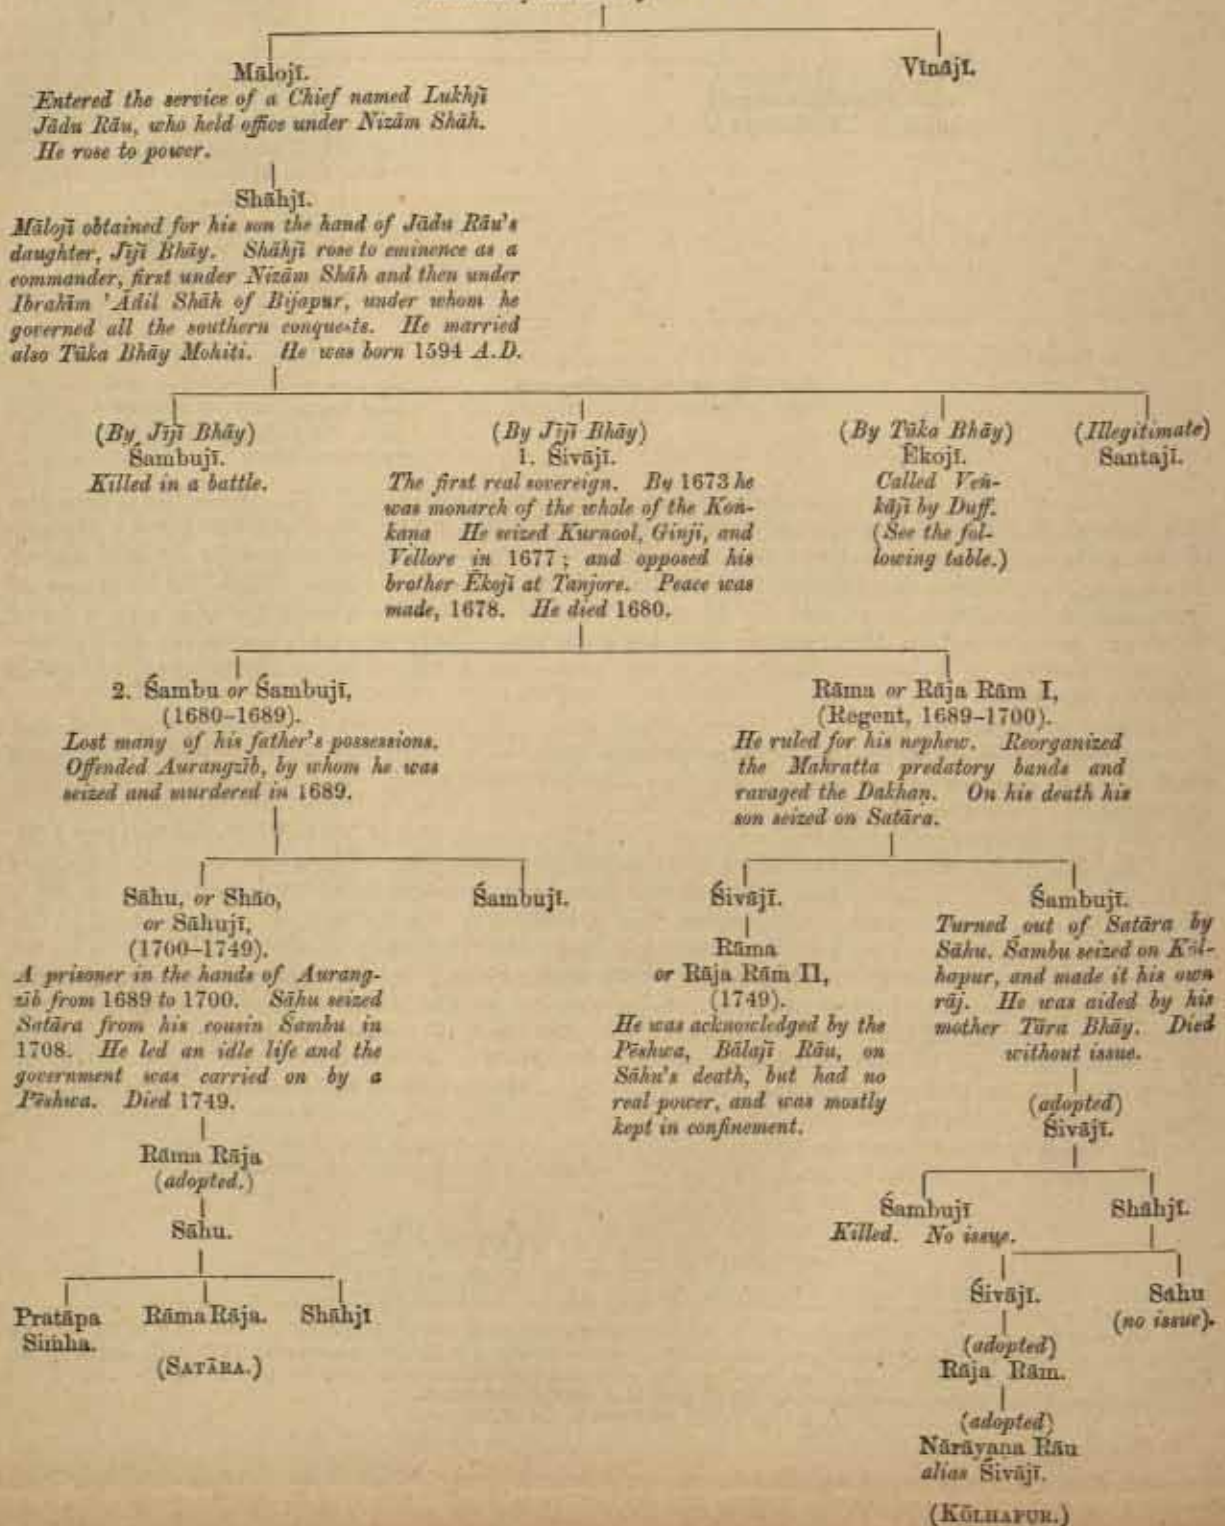 Mālojī.
Entered the service of a Chief named Lukhjī
Jādu Rāu, who held office under Nizām Shāh.
He rose to power.
Vīnājī.
Shāhjī.
Mālojī obtained for his son the hand of Jādu Rāu's
daughter, Jījī Bhāy. Shāhjī rose to eminence as a
commander, first under Nizām Shāh and then under
Ibrahīm 'Ādil Shāh of Bijapur, under whom he
governed all the southern conquests. He married
also Tūka Bhāy Mohiti. He was born 1594 A.D.
(By Jījī Bhāy)
Śambujī.
Killed in a battle.
(By Jījī Bhāy)
1. Śivājī.
The first real sovereign. By 1673 he
was monarch of the whole of the Koṅ-
kaṇa He seized Kurnool, Ginji, and
Vellore in 1677; and opposed his
brother Ēkojī at Tanjore. Peace was
made, 1678. He died 1680.
(By Tūka Bhāy)
Ēkojī.
Called Veṅ-
kājī by Duff.
(See the fol-
lowing table.)
(Illegitimate)
Santajī.
2. Śambu or Śambujī,
(1680–1689).
Lost many of his father's possessions.
Offended Aurangzīb, by whom he was
seized and murdered in 1689.
Rāma or Rāja Rām I,
(Regent, 1689–1700).
He ruled for his nephew. Reorganized
the Mahratta predatory bands and
ravaged the Dakhan. On his death his
son seized on Satāra.
Sāhu, or Shāo,
or Sāhujī,
(1700–1749).
A prisoner in the hands of Aurang-
zīb from 1689 to 1700. Sāhu seized
Satāra from his cousin Śambu in
1708. He led an idle life and the
government was carried on by a
Pēshwa. Died 1749.
Śambujī.
Śivājī.
Rāma
or Rāja Rām II,
(1749).
He was acknowledged by the
Pēshwa, Bālajī Rāu, on
Sāhu's death, but had no
real power, and was mostly
kept in confinement.
Śambujī.
Turned out of Satāra by
Sāhu. Śambu seized on Kōl-
hapur, and made it his own
rāj. He was aided by his
mother Tāra Bhāy. Died
without issue.
(adopted)
Śivājī.
Rāma Rāja
(adopted.)
Sāhu.
Śambujī
Killed. No issue.
Shāhjī.
Pratāpa
Siṁha.
Rāma Rāja.
Shāhjī
(SATĀRA.)
Śivājī.
Sāhu
(no issue).
(adopted)
Rāja Rām.
(adopted)
Nārāyaṇa Rāu
alias Śivājī.
(KŌLHAPUR.)